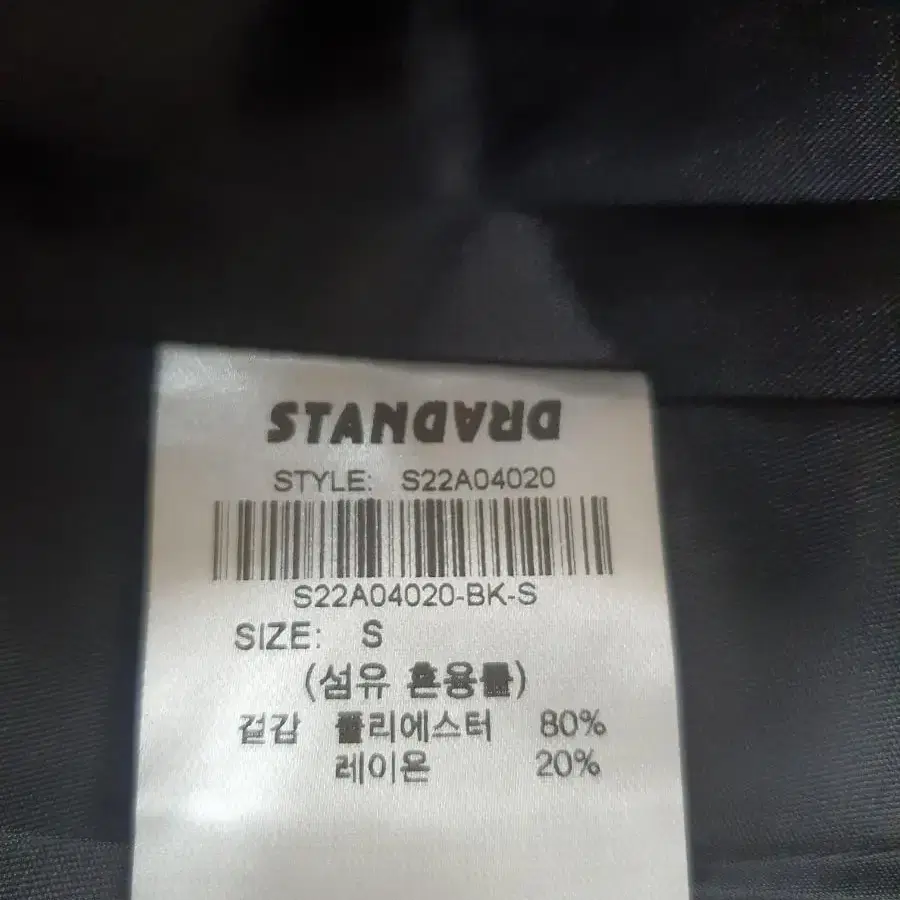 STANDARD
STYLE: S22A04020
S22A04020-BK-S
SIZE: S
(섬유 혼용률)
겉감 폴리에스터 80%
레이온 20%